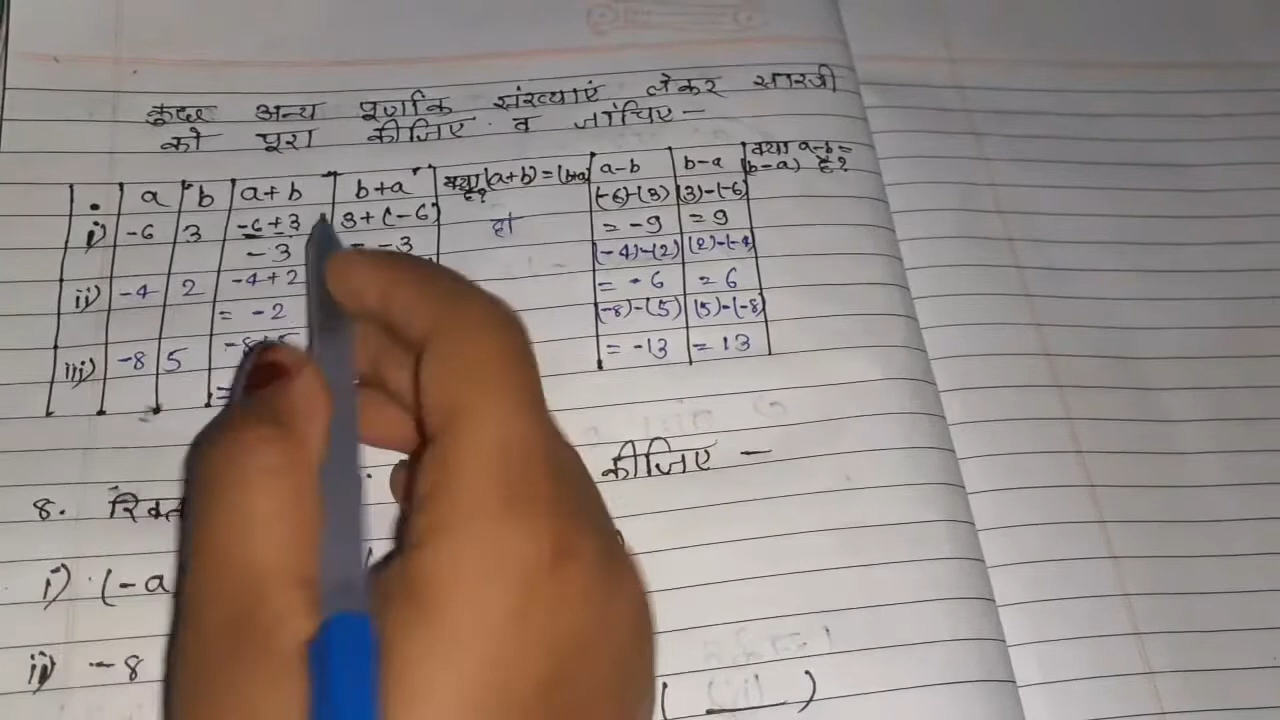 अन्य पूर्णांक संख्याएं लेकर सारणी
को पूरा कीजिए व जांचिए -
a b a+b b+a क्या (a+b) = (b+a) है? a-b b-a क्या a-b = (b-a) है?
i) -6 3 -6+3 3+(-6) हां (-6)-(3) (3)-(-6)
-3 = -3 = -9 = 9
ii) -4 2 -4+2 (-4)-(2) (2)-(-4)
= -2 = -6 = 6
iii) -8 5 -8+5 (-8)-(5) (5)-(-8)
= = -13 = 13
8. रिक्त कीजिए -
i) (-a
ii) -8 ( )